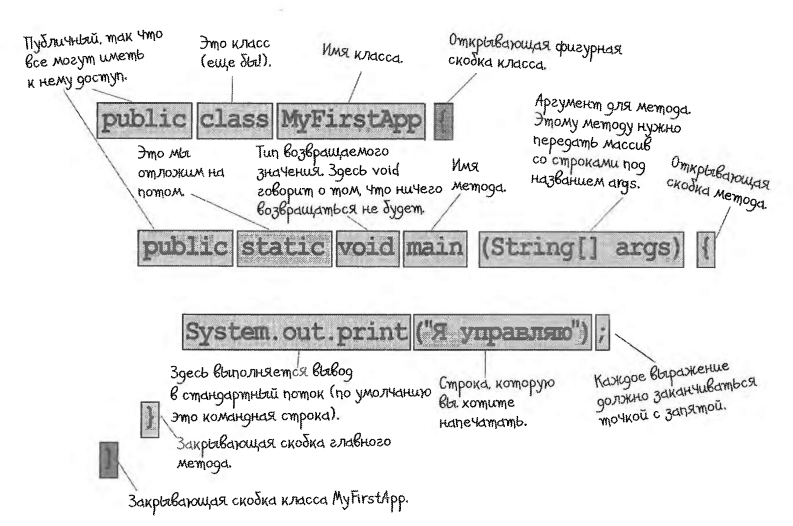 Публичный, так что
все могут иметь
к нему доступ.
Это класс
(еще бы!).
Имя класса.
Открывающая фигурная
скобка класса.
public class MyFirstApp {
Это мы
отложим на
потом.
Тип возвращаемого
значения. Здесь void
говорит о том, что ничего
возвращаться не будет.
Имя
метода.
Аргумент для метода.
Этому методу нужно
передать массив
со строками под
названием args.
Открывающая
скобка метода.
public static void main (String[] args) {
System.out.print ("Я управляю") ;
Здесь выполняется вывод
в стандартный поток (по умолчанию
это командная строка).
Строка, которую
вы хотите
напечатать.
Каждое выражение
должно заканчиваться
точкой с запятой.
}
Закрывающая скобка главного
метода.
}
Закрывающая скобка класса MyFirstApp.